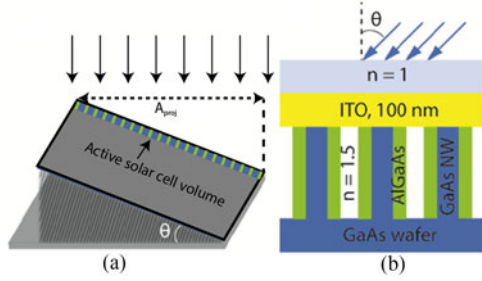 θ
A_proj
Active solar cell volume
θ
(a)
θ
n = 1
ITO, 100 nm
n = 1.5
AlGaAs
GaAs NW
GaAs wafer
(b)